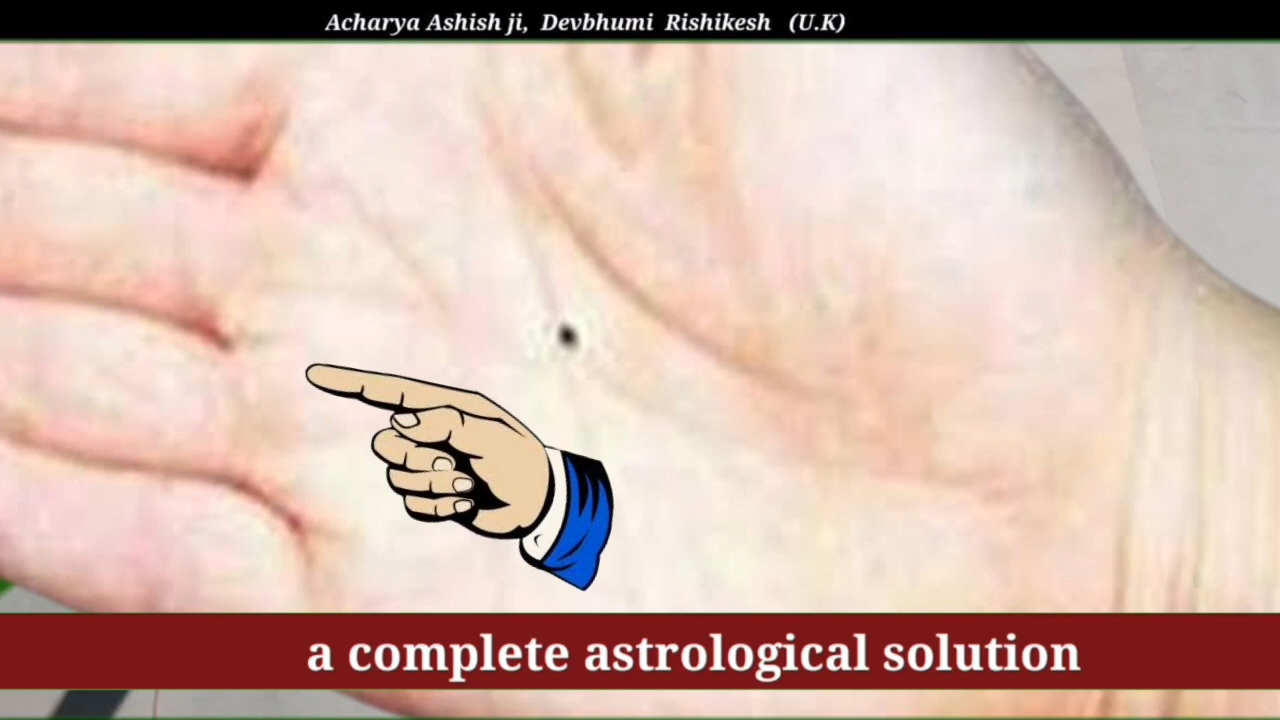 Acharya Ashish ji, Devbhumi Rishikesh (U.K)
a complete astrological solution